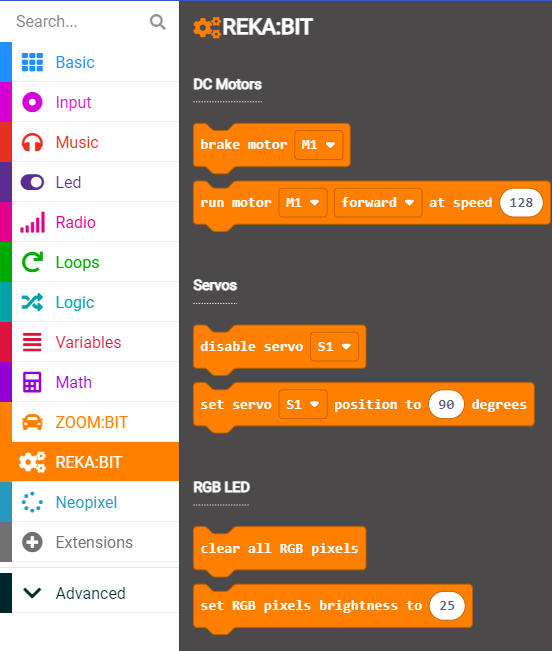 Search...
Basic
Input
Music
Led
Radio
Loops
Logic
Variables
Math
ZOOM:BIT
REKA:BIT
Neopixel
Extensions
Advanced
REKA:BIT
DC Motors
brake motor M1
run motor M1 forward at speed 128
Servos
disable servo S1
set servo S1 position to 90 degrees
RGB LED
clear all RGB pixels
set RGB pixels brightness to 25